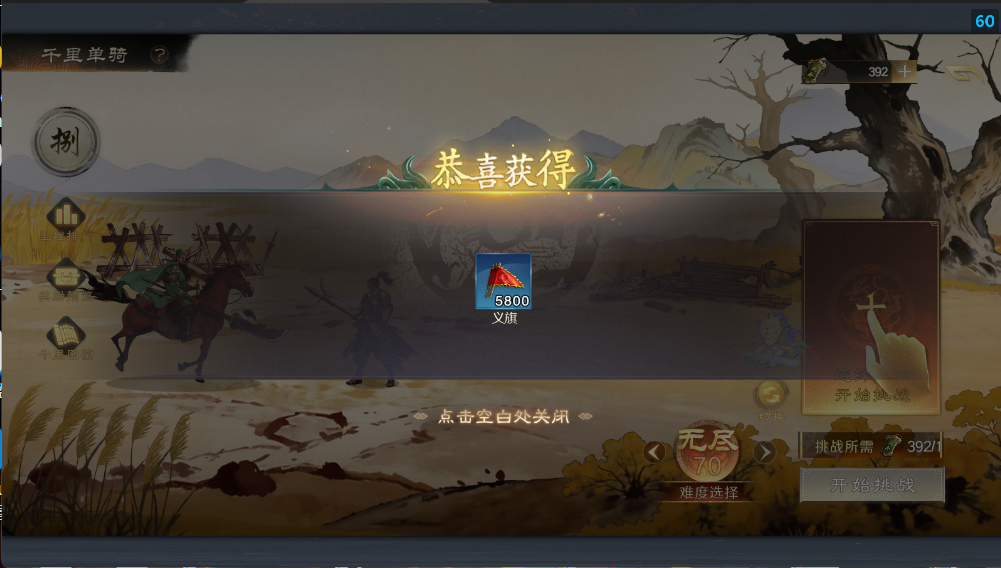 60
千里单骑
?
392
捌
恭喜获得
5800
义旗
点击空白处关闭
开始挑战
无尽
70
难度选择
挑战所需 392/1
开始挑战